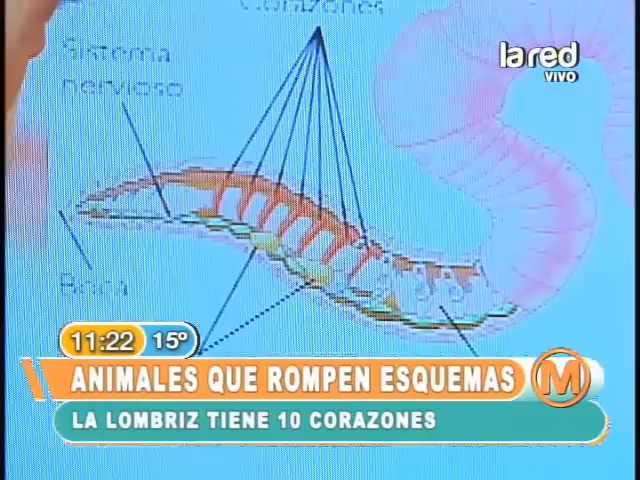 Corazones
la red
VIVO
Sistema
nervioso
Boca
11:22 15º
ANIMALES QUE ROMPEN ESQUEMAS
M
LA LOMBRIZ TIENE 10 CORAZONES